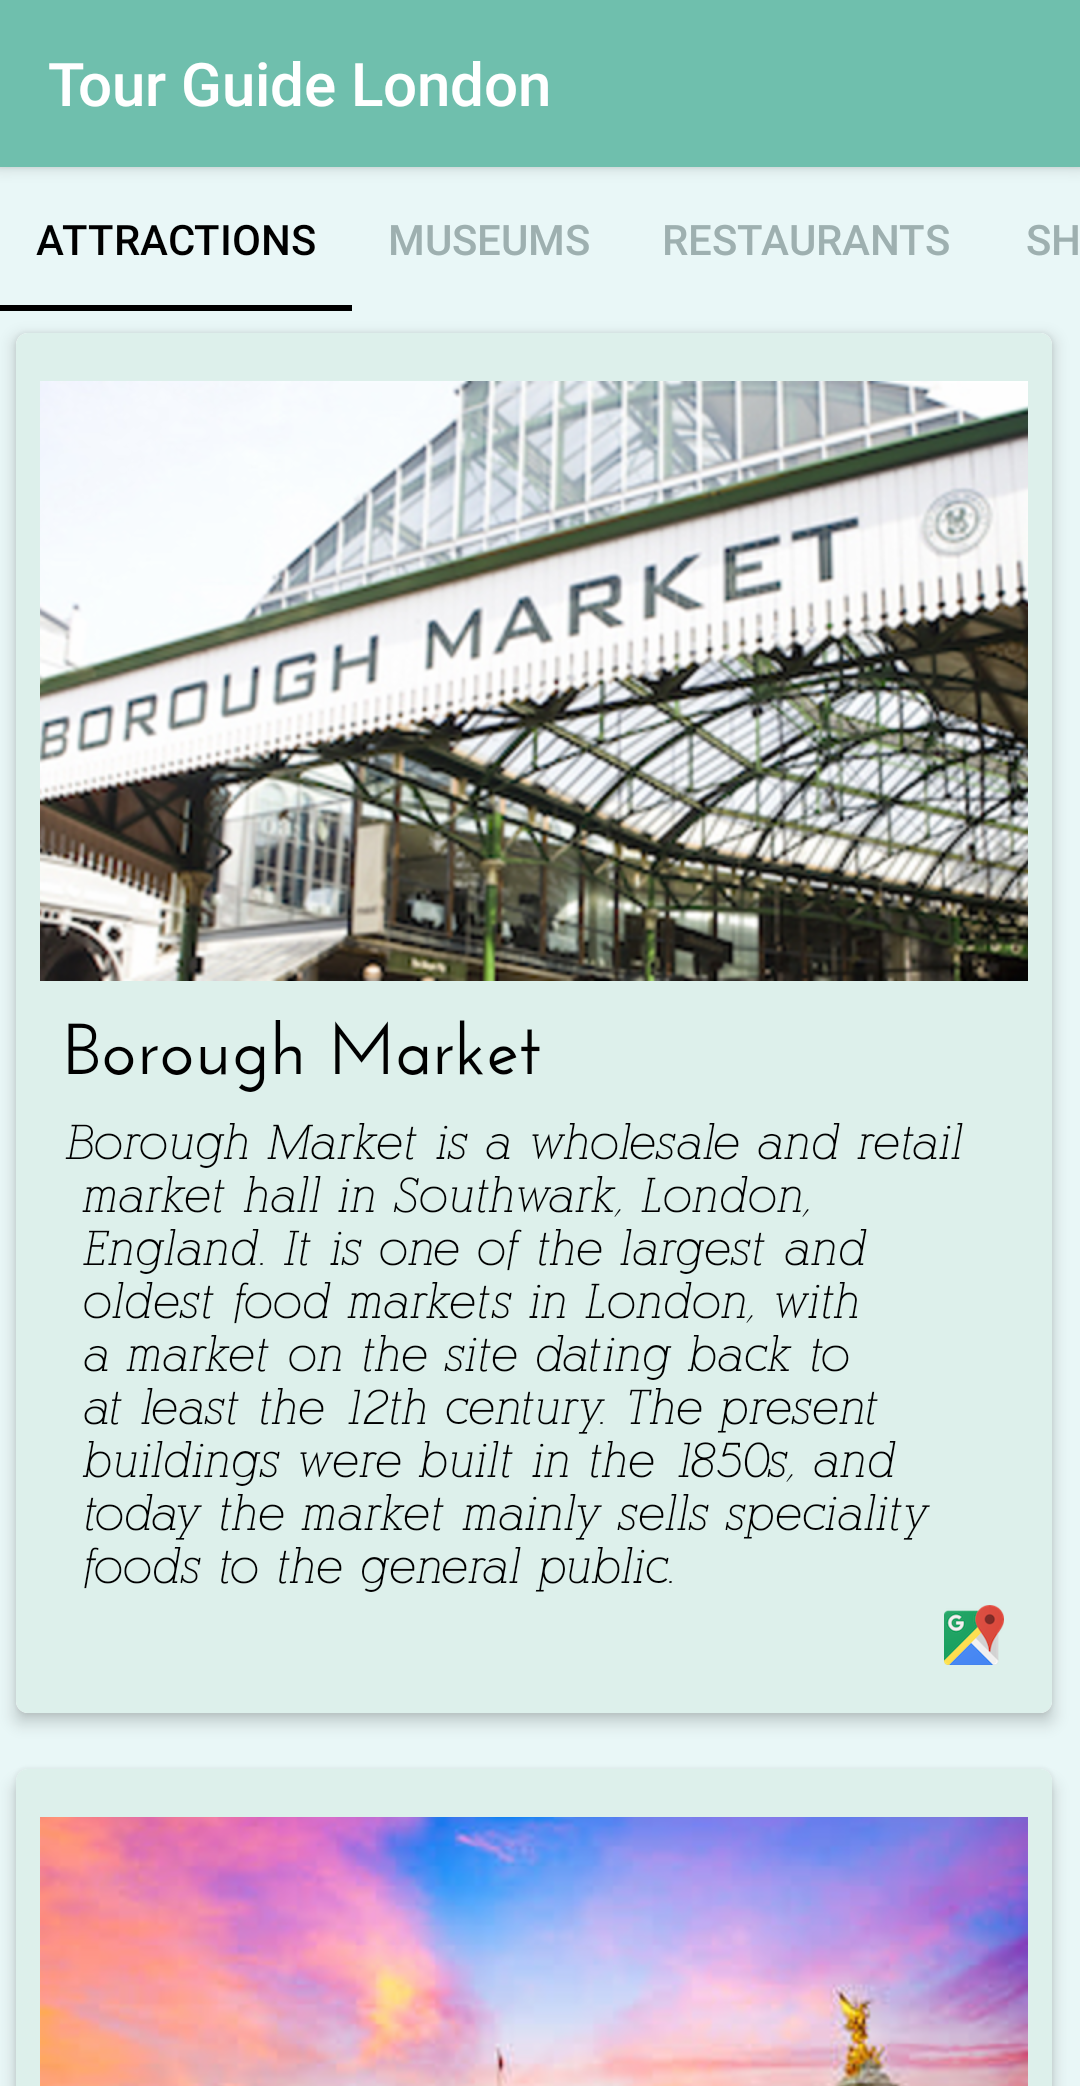 Tour Guide London
ATTRACTIONS MUSEUMS RESTAURANTS SH
BOROUGH MARKET
Borough Market
Borough Market is a wholesale and retail
market hall in Southwark, London,
England. It is one of the largest and
oldest food markets in London, with
a market on the site dating back to
at least the 12th century. The present
buildings were built in the 1850s, and
today the market mainly sells speciality
foods to the general public.
G